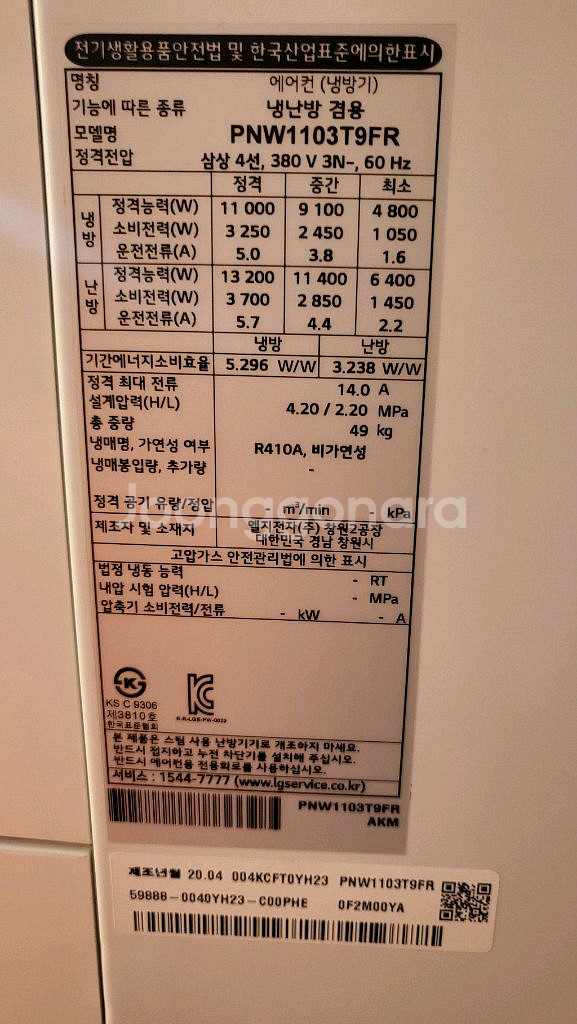 전기생활용품안전법 및 한국산업표준에의한표시
명칭 에어컨 (냉방기)
기능에 따른 종류 냉난방 겸용
모델명 PNW1103T9FR
정격전압 삼상 4선, 380 V 3N~, 60 Hz
정격 중간 최소
냉방 정격능력(W) 11 000 9 100 4 800
소비전력(W) 3 250 2 450 1 050
운전전류(A) 5.0 3.8 1.6
난방 정격능력(W) 13 200 11 400 6 400
소비전력(W) 3 700 2 850 1 450
운전전류(A) 5.7 4.4 2.2
냉방 난방
기간에너지소비효율 5.296 W/W 3.238 W/W
정격 최대 전류 14.0 A
설계압력(H/L) 4.20 / 2.20 MPa
총 중량 49 kg
냉매명, 가연성 여부 R410A, 비가연성
냉매봉입량, 추가량 -
정격 공기 유량/정압 - m³/min - kPa
joonggonara
제조자 및 소재지 엘지전자(주) 창원2공장
대한민국 경남 창원시
고압가스 안전관리법에 의한 표시
법정 냉동 능력 - RT
내압 시험 압력(H/L) - MPa
압축기 소비전력/전류 - kW - A
KS C 9306
제3810호
한국표준협회
R-R-LGE-PW-0022
본 제품은 스팀 사용 난방기기로 개조하지 마세요.
반드시 접지하고 누전 차단기를 설치해 주십시오.
반드시 에어컨용 전용회로를 사용하십시오.
서비스 : 1544-7777 (www.lgservice.co.kr)
PNW1103T9FR
AKM
제조년월 20.04 004KCFT0YH23 PNW1103T9FR
59888-0040YH23-C00PHE 0F2M00YA